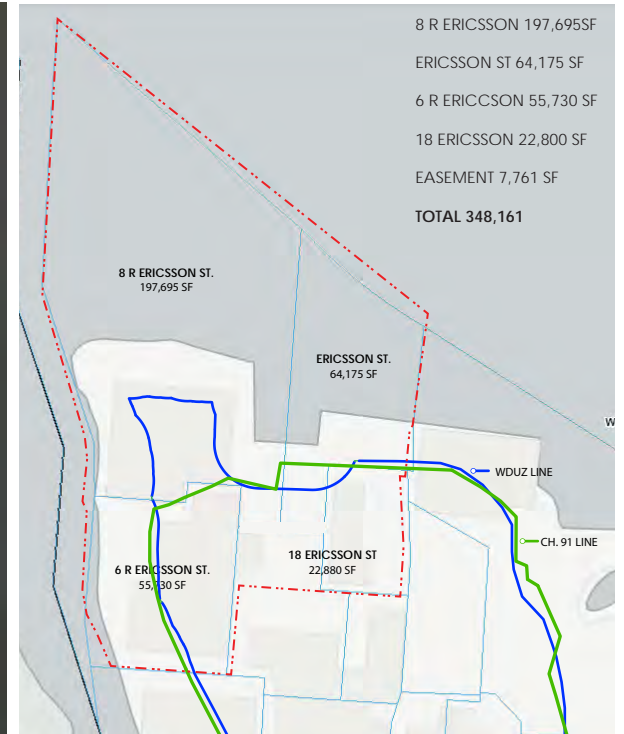 8 R ERICSSON 197,695SF
ERICSSON ST 64,175 SF
6 R ERICCSON 55,730 SF
18 ERICSSON 22,800 SF
EASEMENT 7,761 SF
TOTAL 348,161
8 R ERICSSON ST.
197,695 SF
ERICSSON ST.
64,175 SF
W
WDUZ LINE
CH. 91 LINE
18 ERICSSON ST
22,880 SF
6 R ERICSSON ST.
55,730 SF